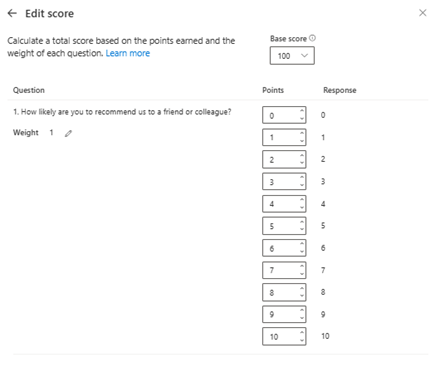 ← Edit score
Calculate a total score based on the points earned and the
weight of each question. Learn more
Base score
100
Question Points Response
1. How likely are you to recommend us to a friend or colleague?
Weight 1
0 0
1 1
2 2
3 3
4 4
5 5
6 6
7 7
8 8
9 9
10 10